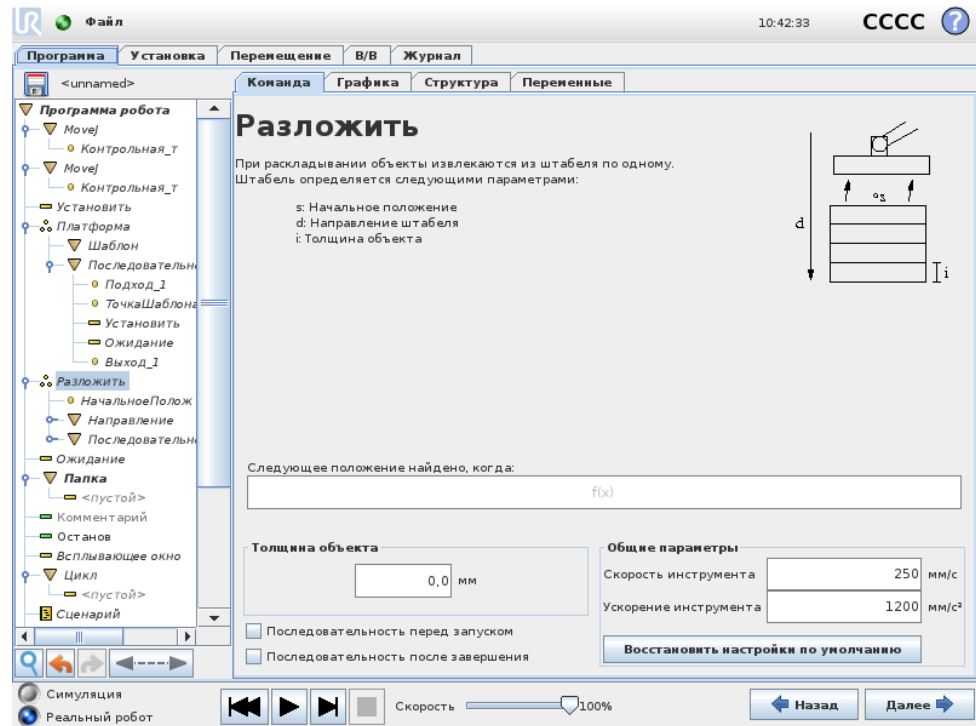 UR Файл 10:42:33 CCCC ?
Программа Установка Перемещение В/В Журнал
<unnamed>
Команда Графика Структура Переменные
Программа робота
MoveJ
Контрольная_т
MoveJ
Контрольная_т
Установить
Платформа
Шаблон
Последовательн
Подход_1
ТочкаШаблона
Установить
Ожидание
Выход_1
Разложить
НачальноеПолож
Направление
Последовательн
Ожидание
Папка
<пустой>
Комментарий
Останов
Всплывающее окно
Цикл
<пустой>
Сценарий
Разложить
При раскладывании объекты извлекаются из штабеля по одному.
Штабель определяется следующими параметрами:
s: Начальное положение
d: Направление штабеля
i: Толщина объекта
s
d
i
Следующее положение найдено, когда:
f(x)
Толщина объекта
0,0 мм
Последовательность перед запуском
Последовательность после завершения
Общие параметры
Скорость инструмента 250 мм/с
Ускорение инструмента 1200 мм/с²
Восстановить настройки по умолчанию
Симуляция
Реальный робот
Скорость 100%
Назад Далее